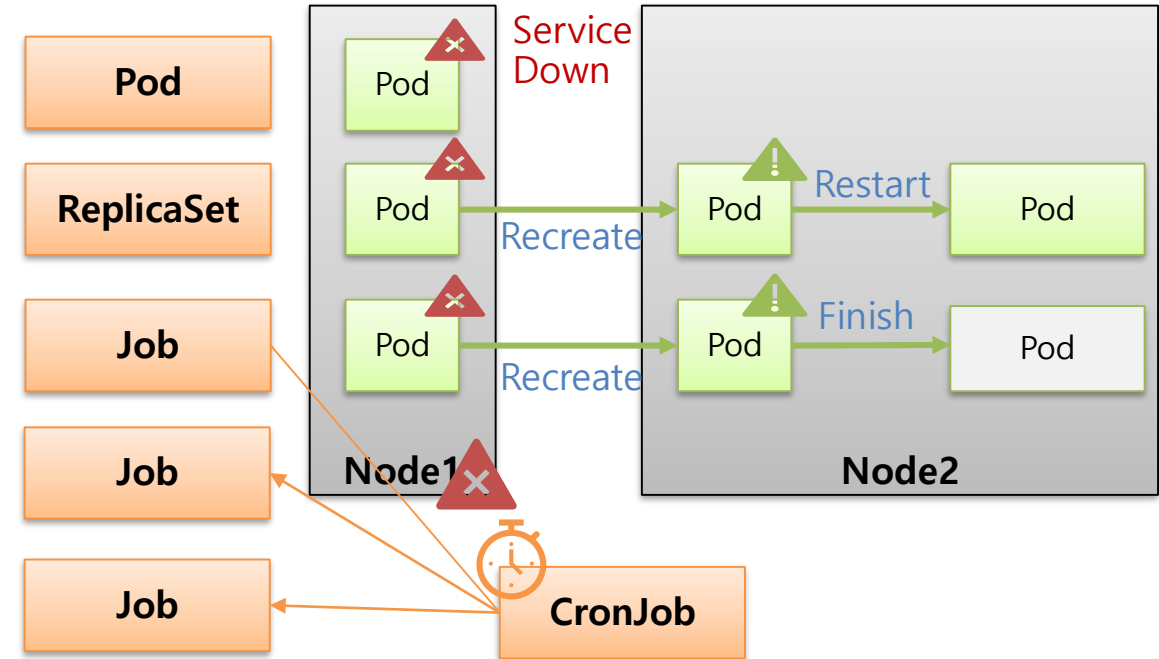 Pod
Pod
Service
Down
ReplicaSet
Pod
Recreate
Pod
Restart
Pod
Job
Pod
Recreate
Pod
Finish
Pod
Job
Node1
Node2
Job
CronJob